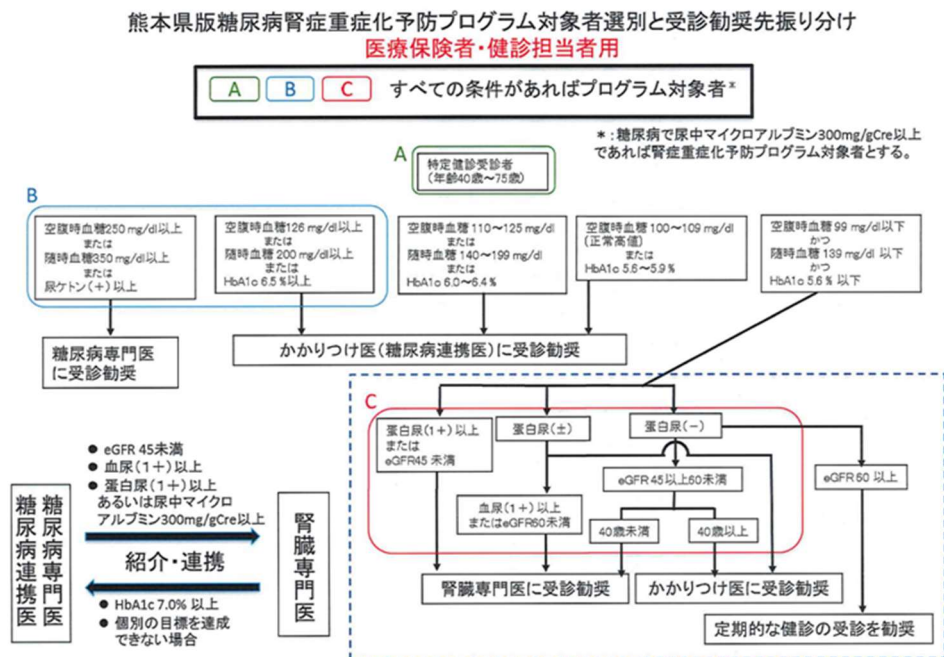 熊本県版糖尿病腎症重症化予防プログラム対象者選別と受診勧奨先振り分け
医療保険者・健診担当者用
A B C すべての条件があればプログラム対象者*
*:糖尿病で尿中マイクロアルブミン300mg/gCre以上
であれば腎症重症化予防プログラム対象者とする。
A
特定健診受診者
(年齢40歳~75歳)
B
空腹時血糖250 mg/dl以上
または
随時血糖350 mg/dl以上
または
尿ケトン(+)以上
空腹時血糖126 mg/dl以上
または
随時血糖 200 mg/dl以上
または
HbA1c 6.5%以上
空腹時血糖 110~125 mg/dl
または
随時血糖 140~199 mg/dl
または
HbA1c 6.0~6.4%
空腹時血糖 100~109 mg/dl
(正常高値)
または
HbA1c 5.6~5.9%
空腹時血糖 99 mg/dl以下
かつ
随時血糖 139 mg/dl 以下
かつ
HbA1c 5.6% 以下
糖尿病専門医
に受診勧奨
かかりつけ医(糖尿病連携医)に受診勧奨
C
蛋白尿(1+)以上
または
eGFR45 未満
蛋白尿(±)
蛋白尿(-)
血尿(1+)以上
またはeGFR60未満
eGFR 45以上60未満
eGFR 60 以上
40歳未満
40歳以上
腎臓専門医に受診勧奨
かかりつけ医に受診勧奨
定期的な健診の受診を勧奨
● eGFR 45未満
● 血尿(1+)以上
● 蛋白尿(1+)以上
あるいは尿中マイクロ
アルブミン300mg/gCre以上
糖尿病専門医
糖尿病連携医
紹介・連携
腎臓専門医
● HbA1c 7.0% 以上
● 個別の目標を達成
できない場合